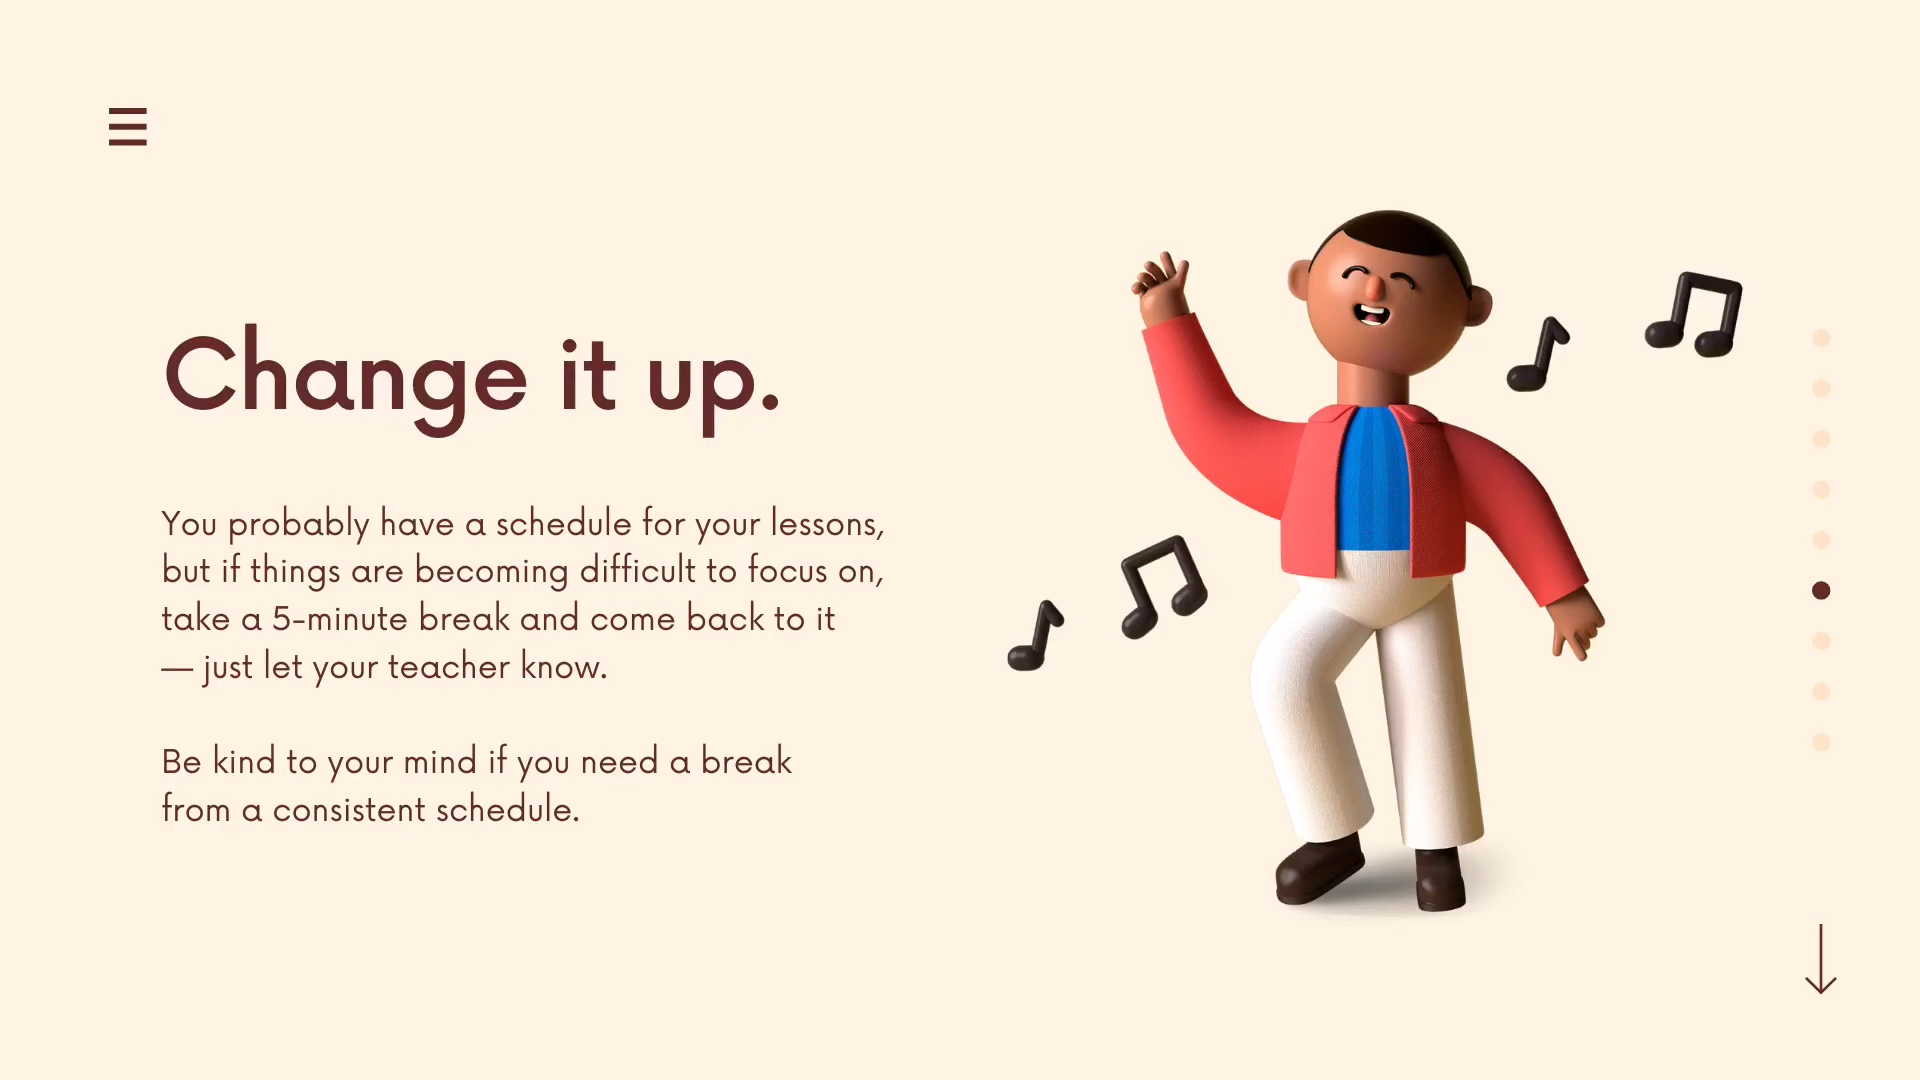 Change it up.
You probably have a schedule for your lessons,
but if things are becoming difficult to focus on,
take a 5-minute break and come back to it
— just let your teacher know.
Be kind to your mind if you need a break
from a consistent schedule.